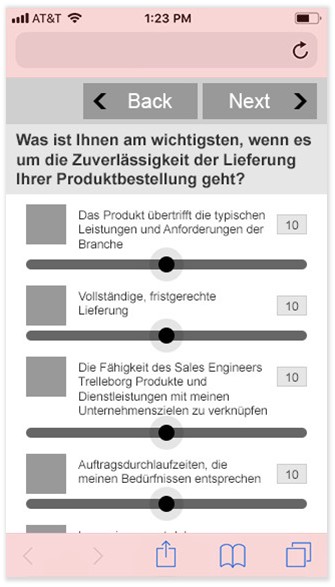 AT&T 1:23 PM
Back Next
Was ist Ihnen am wichtigsten, wenn es
um die Zuverlässigkeit der Lieferung
Ihrer Produktbestellung geht?
Das Produkt übertrifft die typischen
Leistungen und Anforderungen der
Branche
10
Vollständige, fristgerechte
Lieferung
10
Die Fähigkeit des Sales Engineers
Trelleborg Produkte und
Dienstleistungen mit meinen
Unternehmenszielen zu verknüpfen
10
Auftragsdurchlaufzeiten, die
meinen Bedürfnissen entsprechen
10